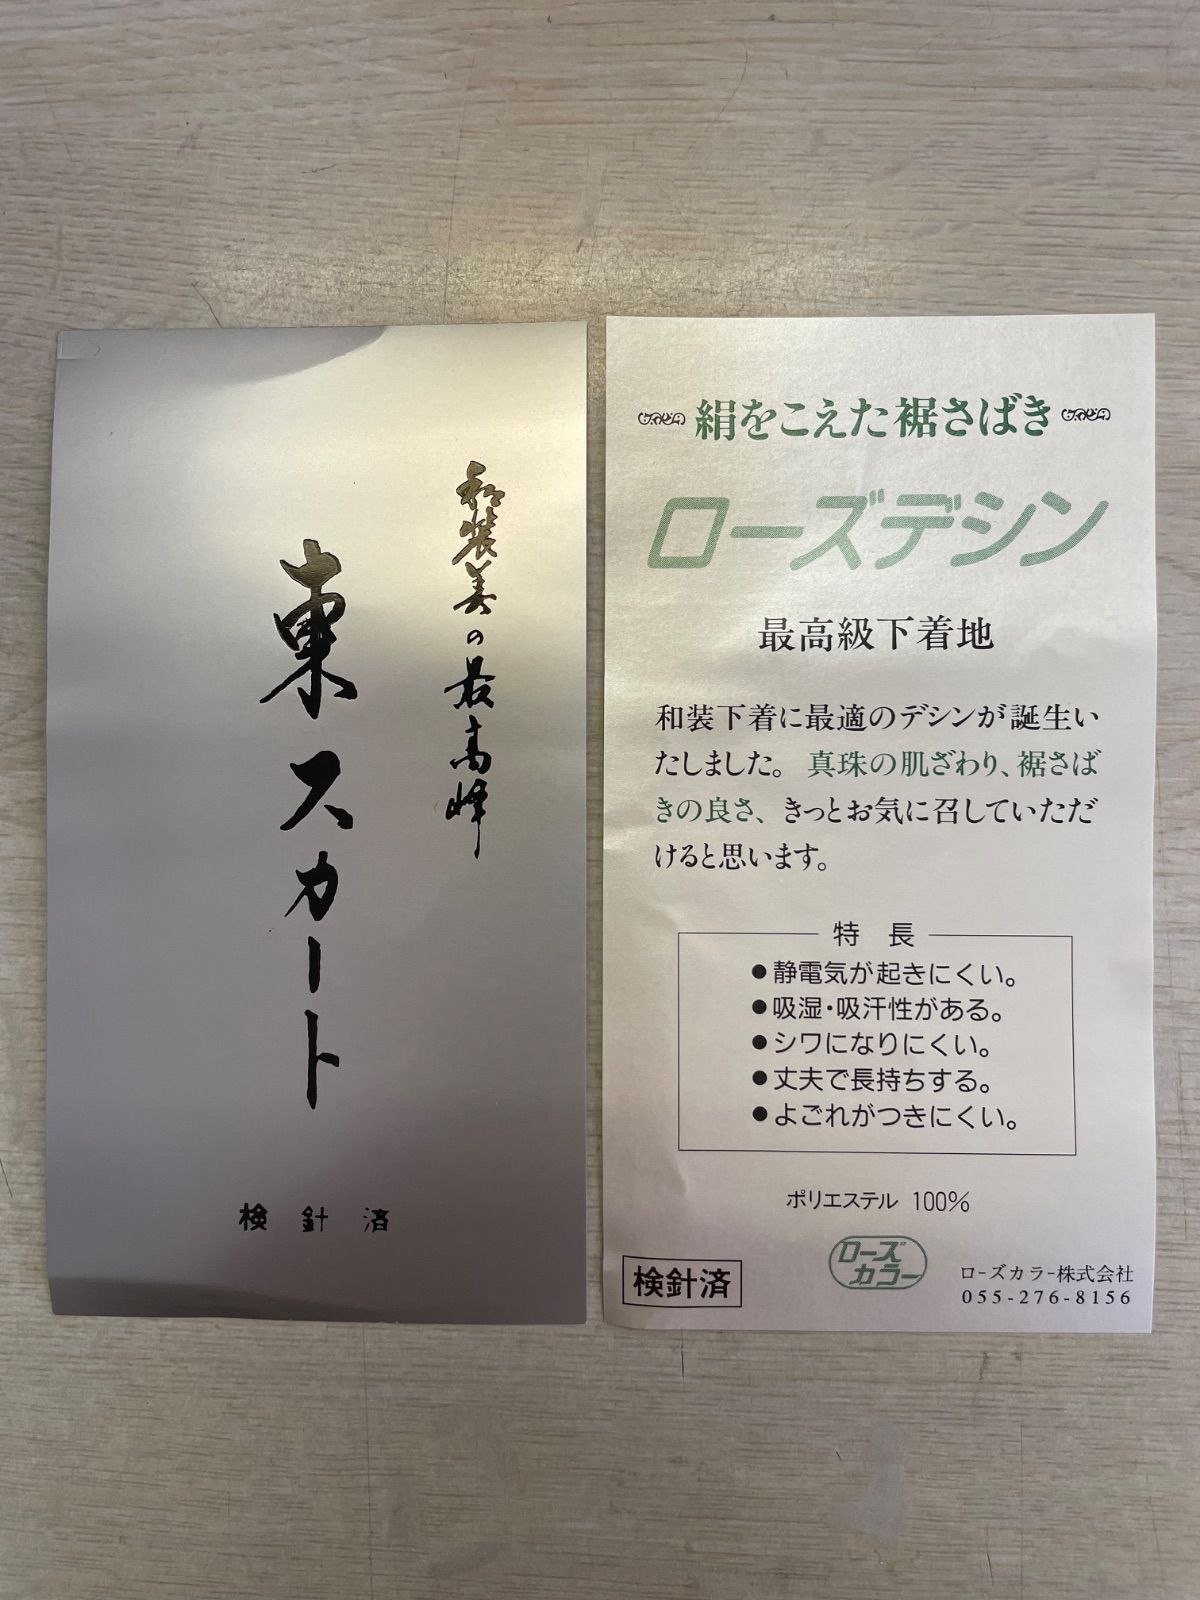 和装美の最高峰
東スカート
検針済
絹をこえた裾さばき
ローズデシン
最高級下着地
和装下着に最適のデシンが誕生い
たしました。真珠の肌ざわり、裾さば
きの良さ、きっとお気に召していただ
けると思います。
特長
●静電気が起きにくい。
●吸湿・吸汗性がある。
●シワになりにくい。
●丈夫で長持ちする。
●よごれがつきにくい。
ポリエステル 100%
検針済
ローズ
カラー
ローズカラー株式会社
055-276-8156